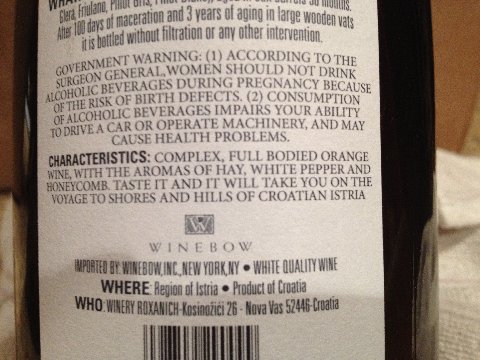 Glera, Friulano, Pinot Gris, Pinot
After 100 days of maceration and 3 years of aging in large wooden vats
it is bottled without filtration or any other intervention.
GOVERNMENT WARNING: (1) ACCORDING TO THE
SURGEON GENERAL,WOMEN SHOULD NOT DRINK
ALCOHOLIC BEVERAGES DURING PREGNANCY BECAUSE
OF THE RISK OF BIRTH DEFECTS. (2) CONSUMPTION
OF ALCOHOLIC BEVERAGES IMPAIRS YOUR ABILITY
TO DRIVE A CAR OR OPERATE MACHINERY, AND MAY
CAUSE HEALTH PROBLEMS.
CHARACTERISTICS: COMPLEX, FULL BODIED ORANGE
WINE, WITH THE AROMAS OF HAY, WHITE PEPPER AND
HONEYCOMB. TASTE IT AND IT WILL TAKE YOU ON THE
VOYAGE TO SHORES AND HILLS OF CROATIAN ISTRIA
W
WINEBOW
IMPORTED BY: WINEBOW,INC.,NEW YORK,NY • WHITE QUALITY WINE
WHERE: Region of Istria • Product of Croatia
WHO: WINERY ROXANICH-Kosinožići 26 - Nova Vas 52446-Croatia